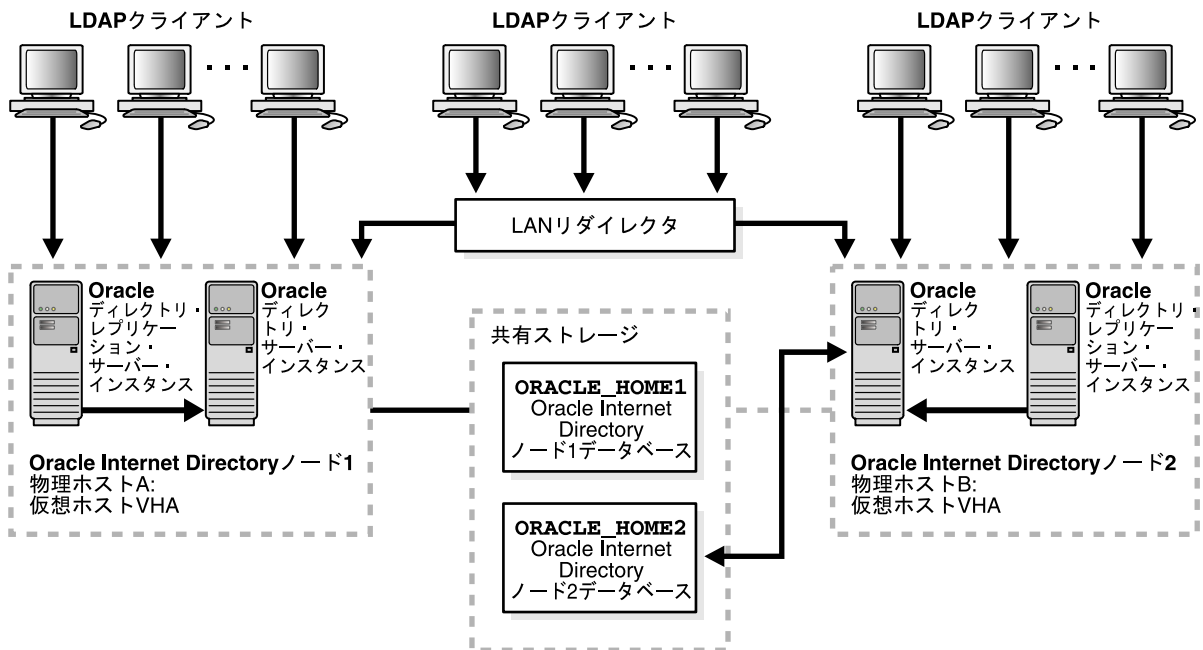 LDAPクライアント
LDAPクライアント
LDAPクライアント
LANリダイレクタ
Oracle
ディレクトリ・
レプリケー
ション・
サーバー・
インスタンス
Oracle
ディレク
トリ・
サーバー・
インスタンス
Oracle Internet Directoryノード1
物理ホストA:
仮想ホストVHA
共有ストレージ
ORACLE_HOME1
Oracle Internet
Directory
ノード1データベース
ORACLE_HOME2
Oracle Internet
Directory
ノード2データベース
Oracle
ディレク
トリ・
サーバー・
インスタンス
Oracle
ディレクトリ・
レプリケー
ション・
サーバー・
インスタンス
Oracle Internet Directoryノード2
物理ホストB:
仮想ホストVHA